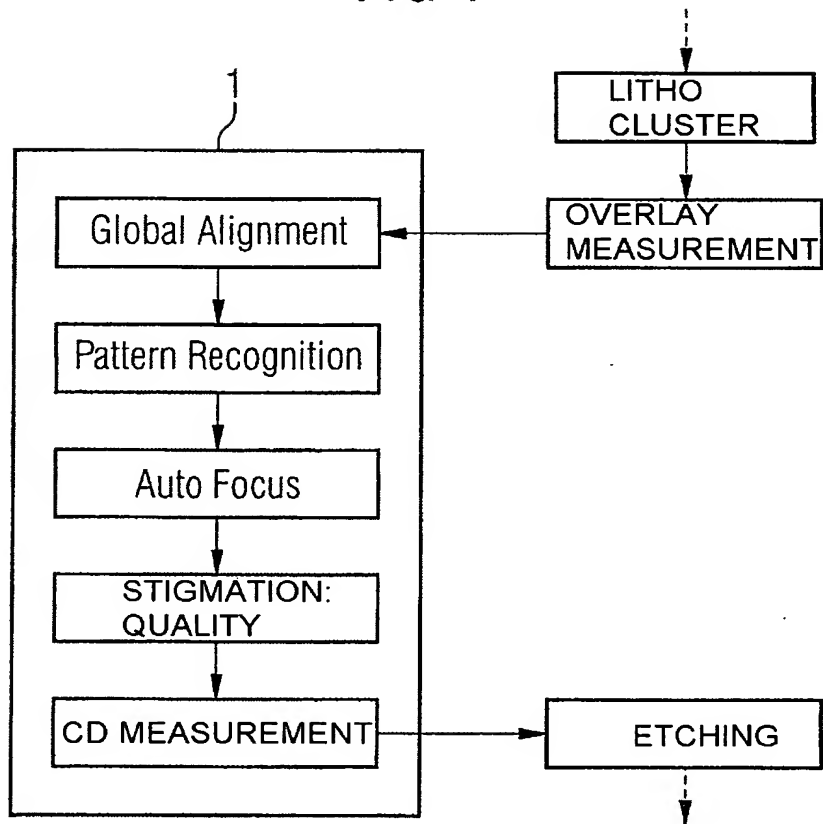 1
LITHO
CLUSTER
OVERLAY
MEASUREMENT
Global Alignment
Pattern Recognition
Auto Focus
STIGMATION:
QUALITY
CD MEASUREMENT
ETCHING